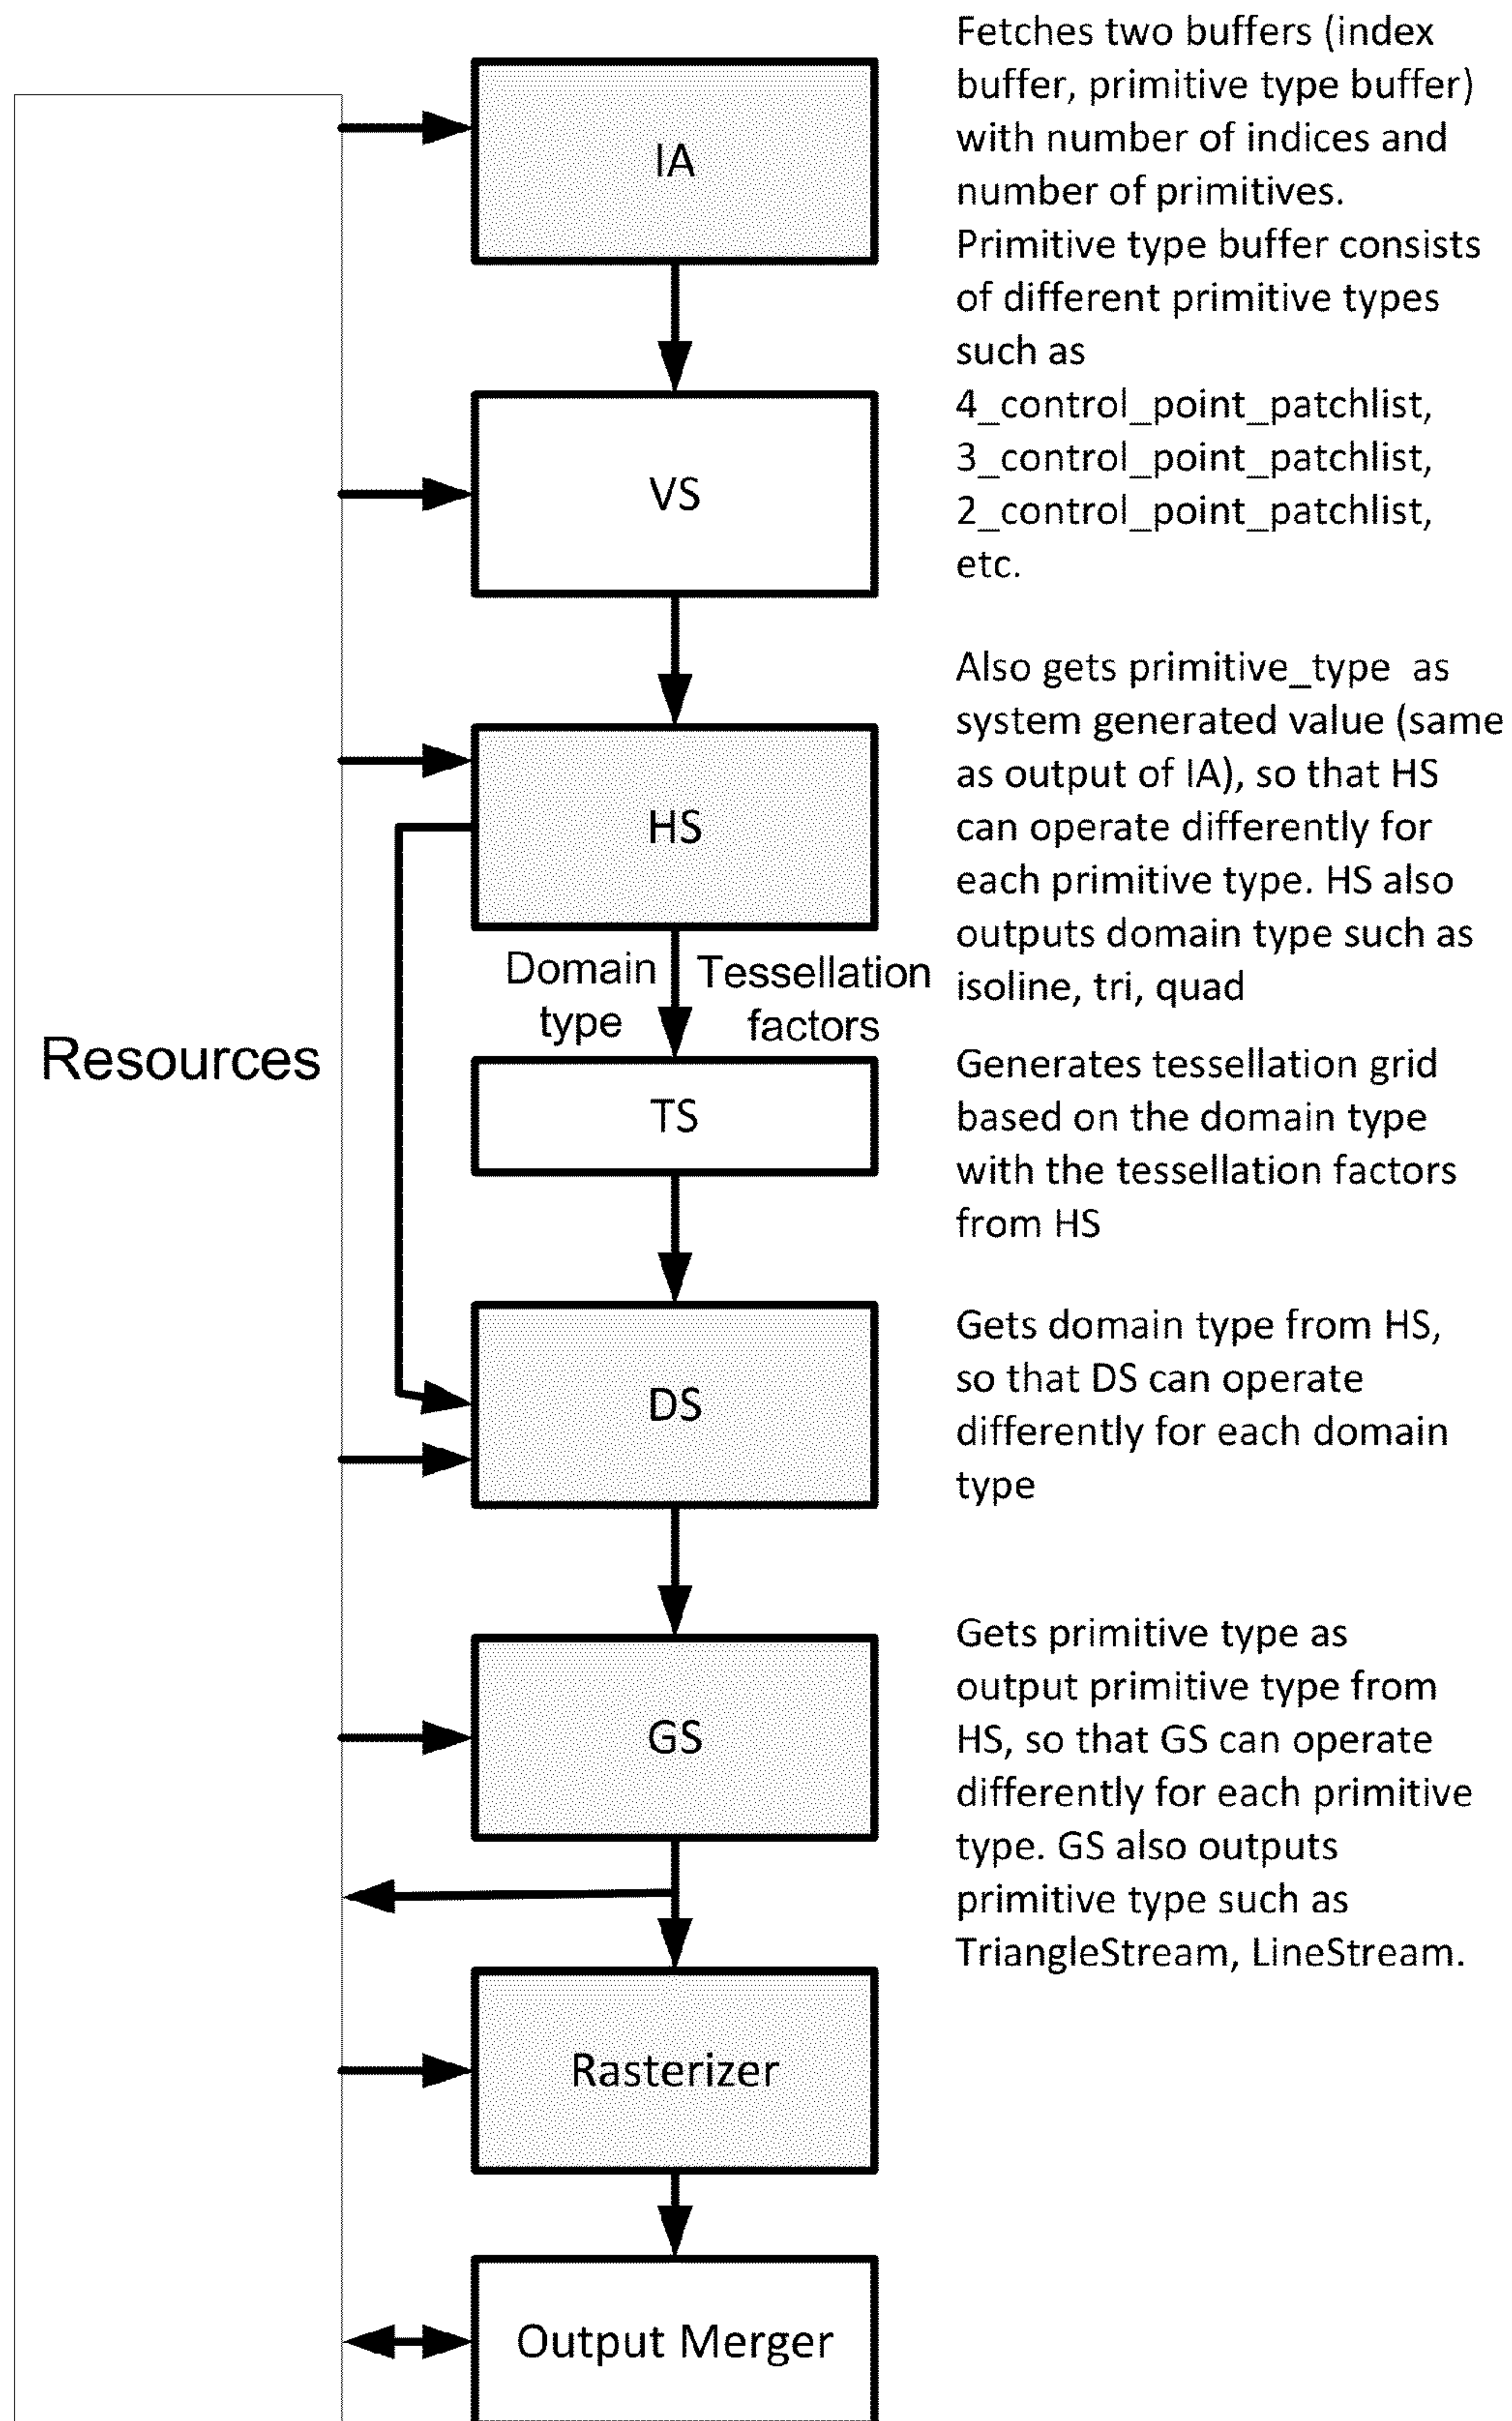 Resources
IA
Fetches two buffers (index
buffer, primitive type buffer)
with number of indices and
number of primitives.
Primitive type buffer consists
of different primitive types
such as
4_control_point_patchlist,
3_control_point_patchlist,
2_control_point_patchlist,
etc.
VS
HS
Also gets primitive_type as
system generated value (same
as output of IA), so that HS
can operate differently for
each primitive type. HS also
outputs domain type such as
isoline, tri, quad
Domain
type
Tessellation
factors
TS
Generates tessellation grid
based on the domain type
with the tessellation factors
from HS
DS
Gets domain type from HS,
so that DS can operate
differently for each domain
type
GS
Gets primitive type as
output primitive type from
HS, so that GS can operate
differently for each primitive
type. GS also outputs
primitive type such as
TriangleStream, LineStream.
Rasterizer
Output Merger